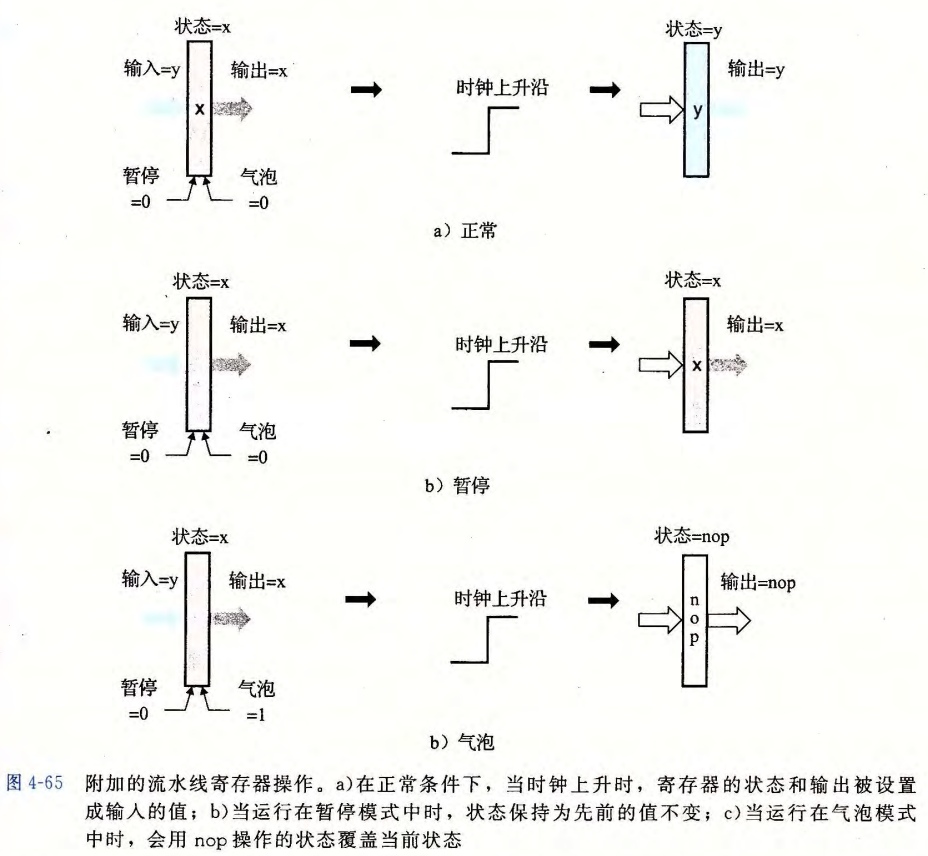 状态=x
状态=y
输入=y
输出=x
时钟上升沿
输出=y
x
y
暂停
=0
气泡
=0
a) 正常
状态=x
状态=x
输入=y
输出=x
时钟上升沿
输出=x
x
暂停
=0
气泡
=0
b) 暂停
状态=x
状态=nop
输入=y
输出=x
时钟上升沿
输出=nop
n
o
p
暂停
=0
气泡
=1
b) 气泡
图 4-65 附加的流水线寄存器操作。a)在正常条件下，当时钟上升时，寄存器的状态和输出被设置
成输入的值；b)当运行在暂停模式中时，状态保持为先前的值不变；c)当运行在气泡模式
中时，会用 nop 操作的状态覆盖当前状态